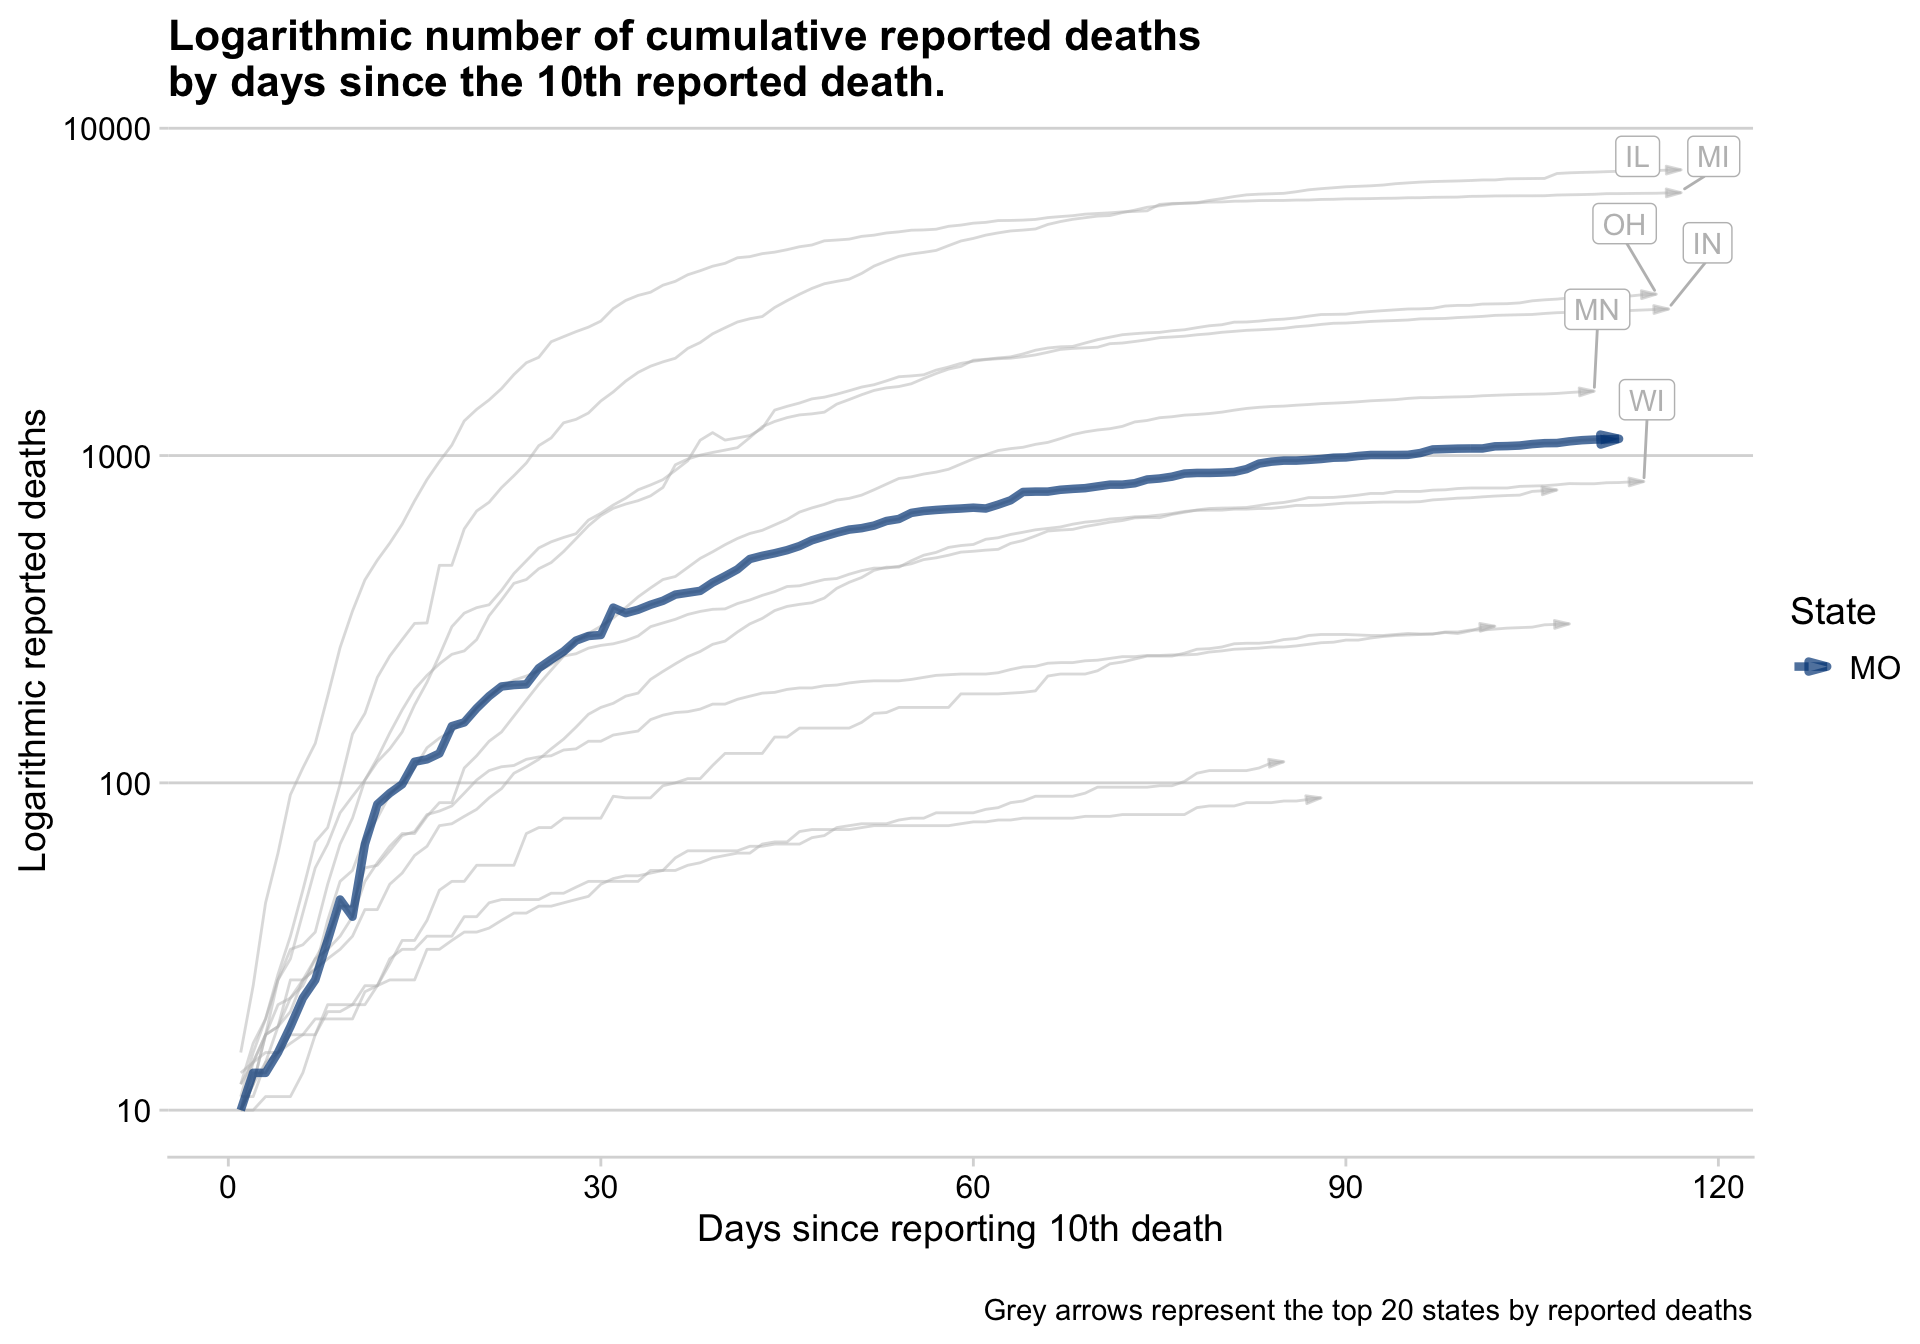 Logarithmic number of cumulative reported deaths
by days since the 10th reported death.
10000
1000
100
10
Logarithmic reported deaths
IL
MI
OH
IN
MN
WI
State
MO
0
30
60
90
120
Days since reporting 10th death
Grey arrows represent the top 20 states by reported deaths